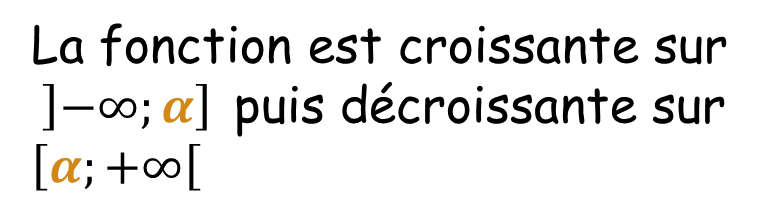 La fonction est croissante sur
]−∞; α] puis décroissante sur
[α; +∞[